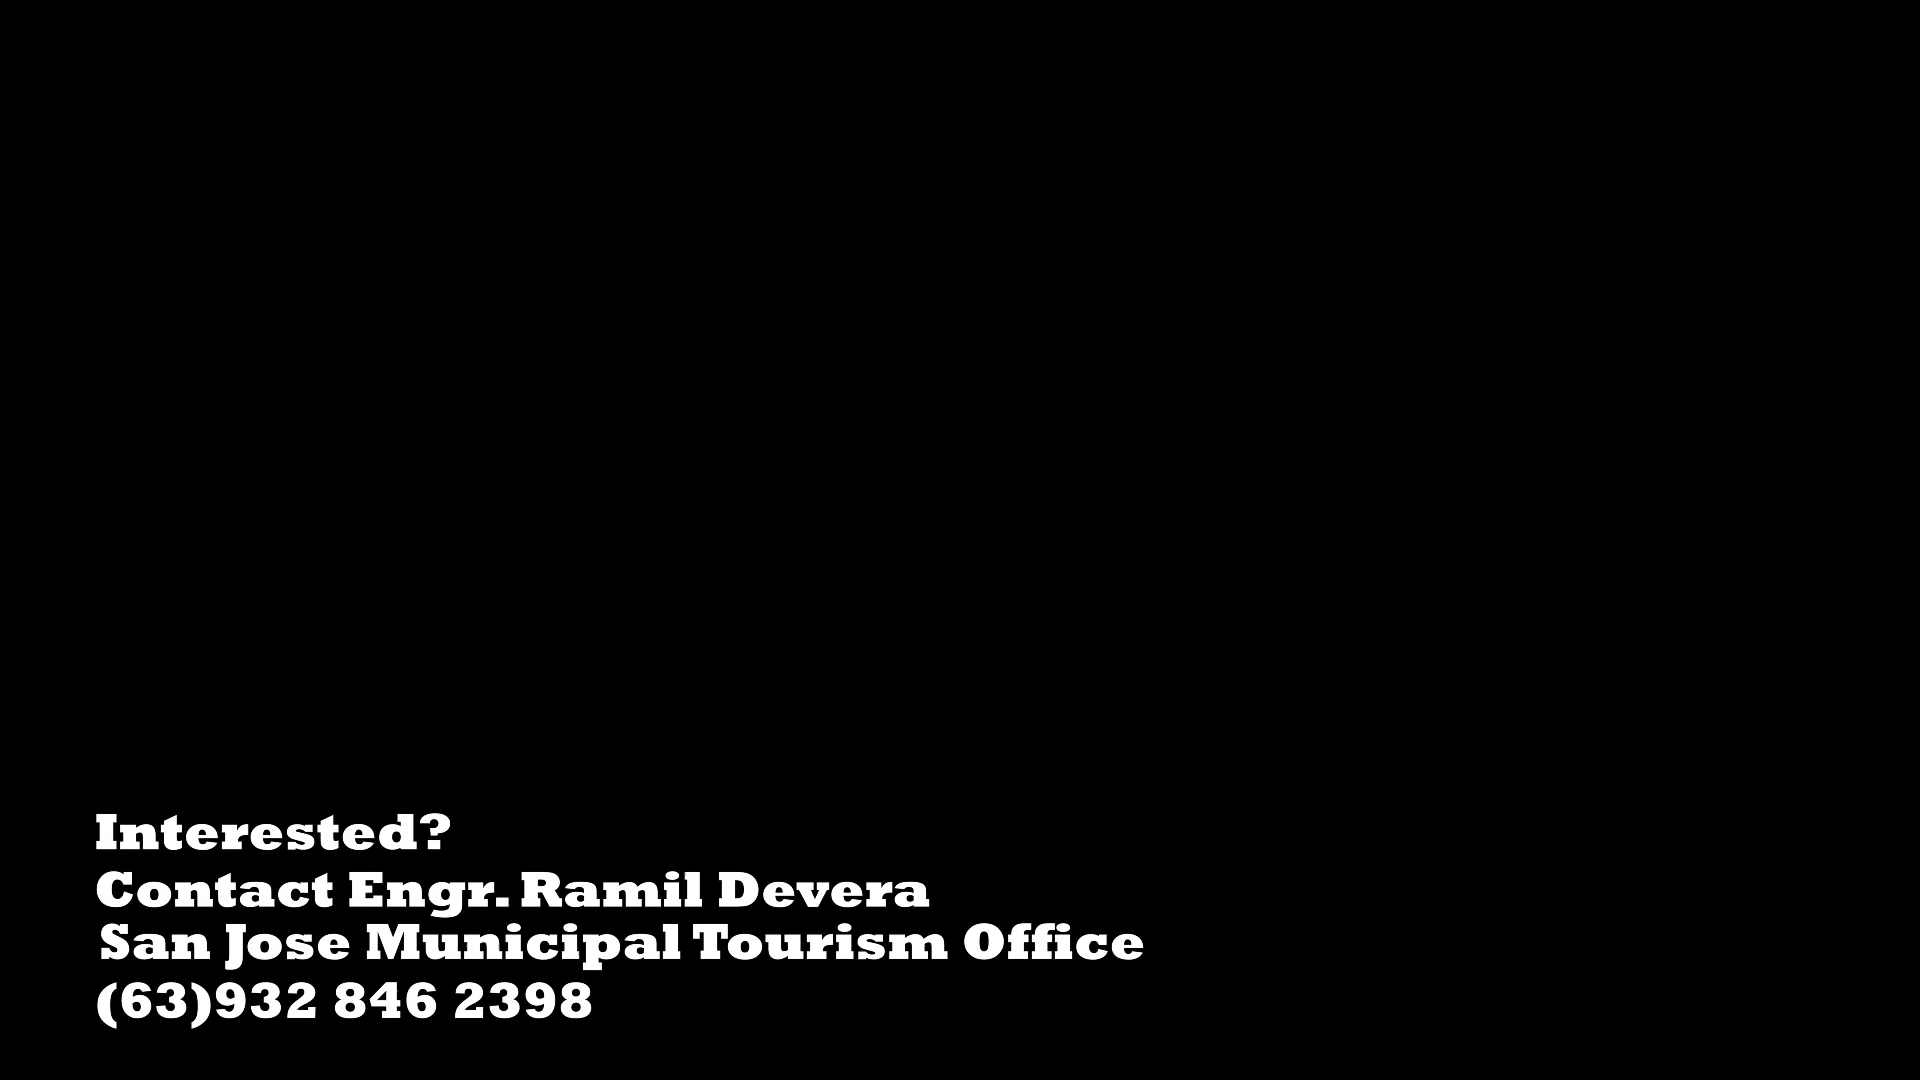 Interested?
Contact Engr. Ramil Devera
San Jose Municipal Tourism Office
(63)932 846 2398